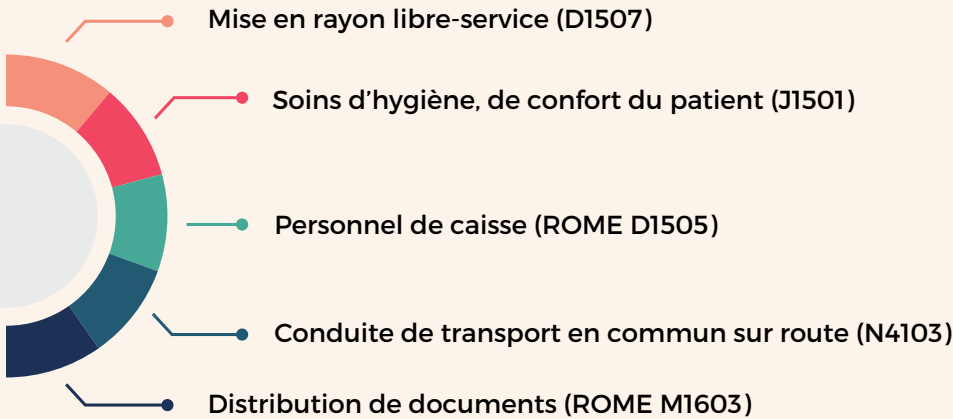 Mise en rayon libre-service (D1507)
Soins d’hygiène, de confort du patient (J1501)
Personnel de caisse (ROME D1505)
Conduite de transport en commun sur route (N4103)
Distribution de documents (ROME M1603)